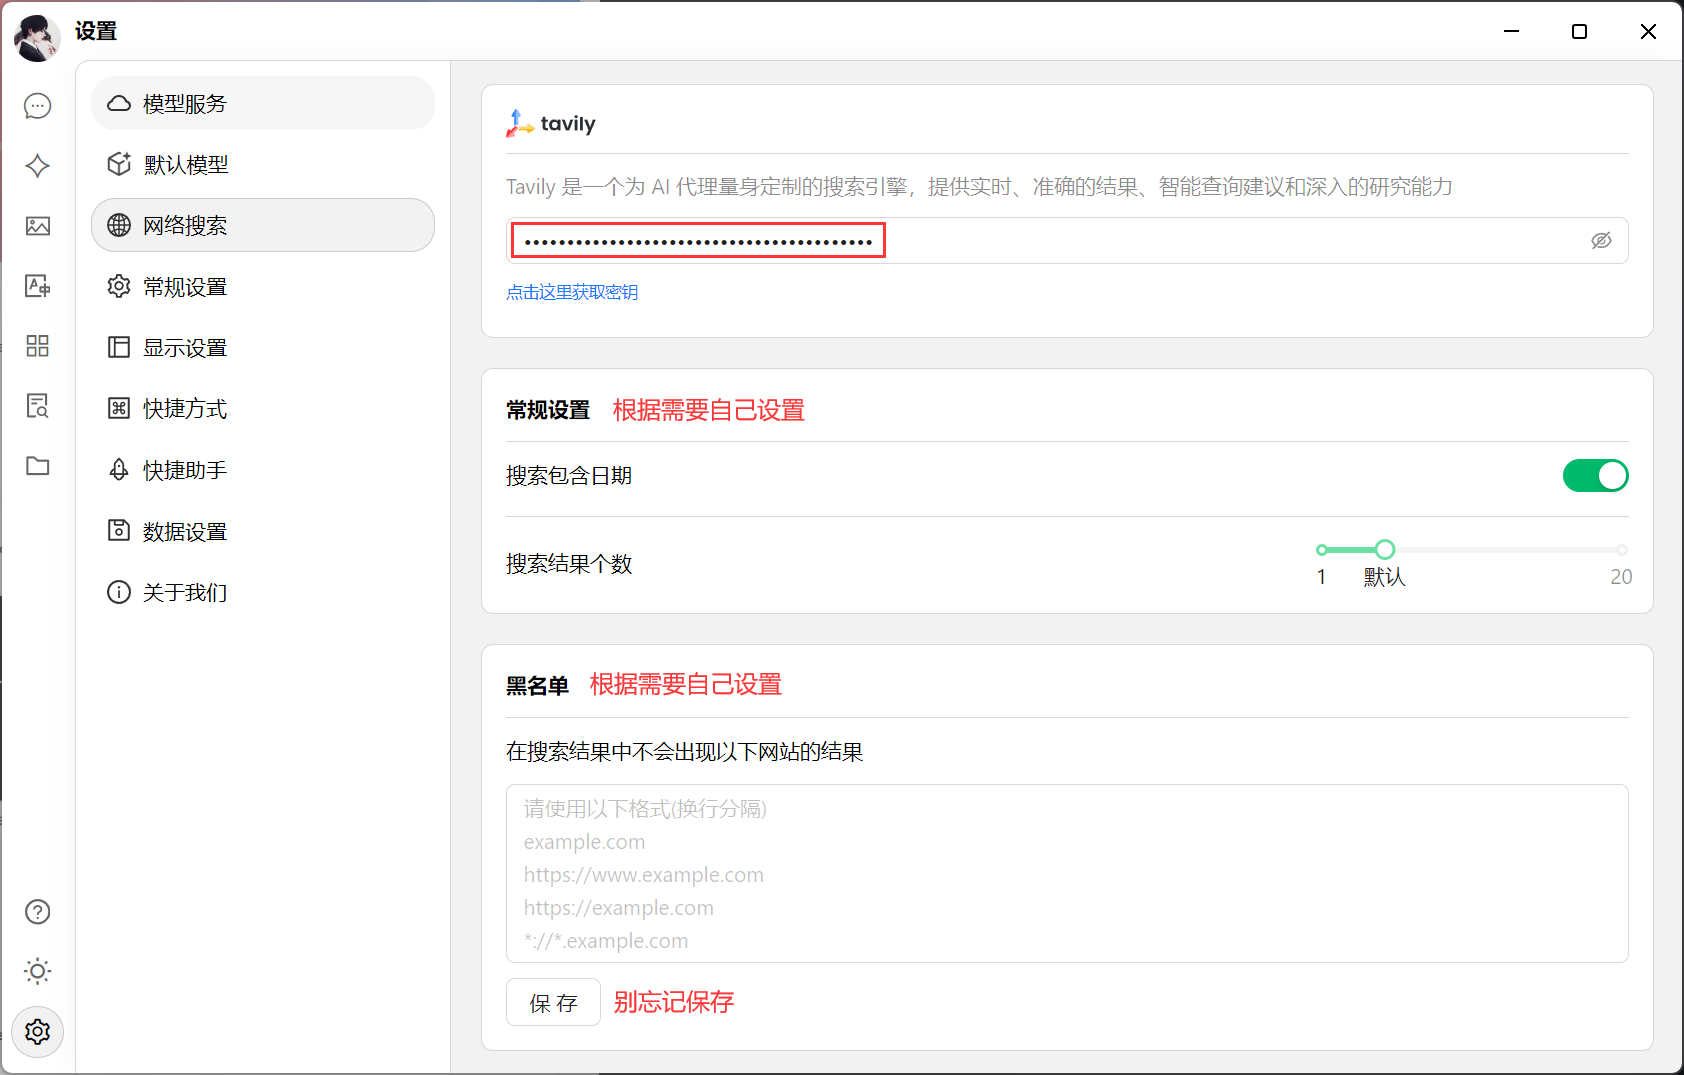 设置
模型服务
默认模型
网络搜索
常规设置
显示设置
快捷方式
快捷助手
数据设置
关于我们
tavily
Tavily 是一个为 AI 代理量身定制的搜索引擎，提供实时、准确的结果、智能查询建议和深入的研究能力
••••••••••••••••••••••••••••••••••••••••••
点击这里获取密钥
常规设置 根据需要自己设置
搜索包含日期
搜索结果个数
1 默认 20
黑名单 根据需要自己设置
在搜索结果中不会出现以下网站的结果
请使用以下格式(换行分隔)
example.com
https://www.example.com
https://example.com
*://*.example.com
保存 别忘记保存